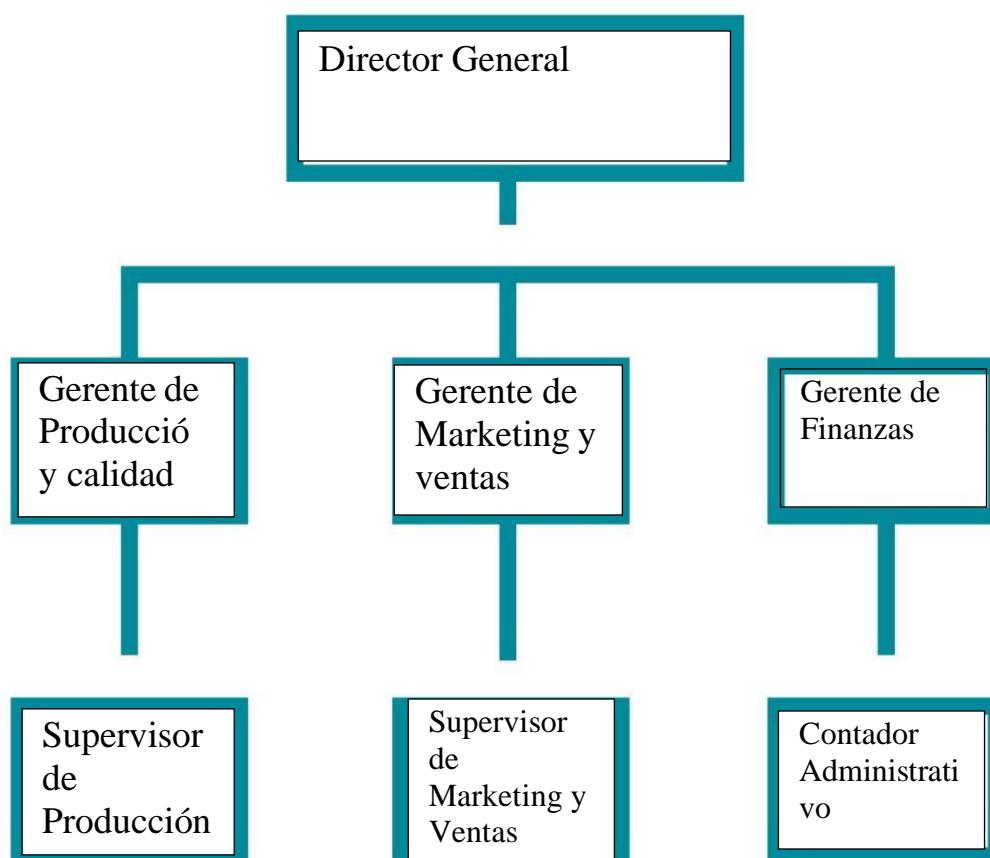 Director General
Gerente de
Producció
y calidad
Gerente de
Marketing y
ventas
Gerente de
Finanzas
Supervisor
de
Producción
Supervisor
de
Marketing y
Ventas
Contador
Administrati
vo